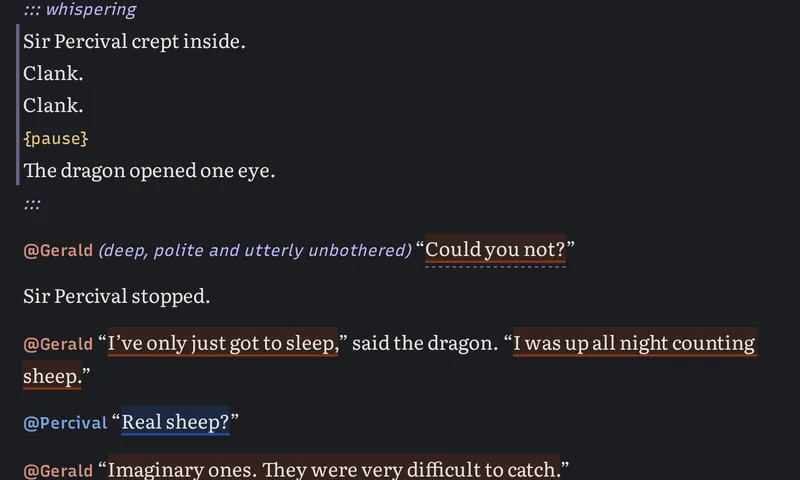 ::: whispering
Sir Percival crept inside.
Clank.
Clank.
{pause}
The dragon opened one eye.
:::
@Gerald (deep, polite and utterly unbothered) “Could you not?”
Sir Percival stopped.
@Gerald “I’ve only just got to sleep,” said the dragon. “I was up all night counting
sheep.”
@Percival “Real sheep?”
@Gerald “Imaginary ones. They were very difficult to catch.”